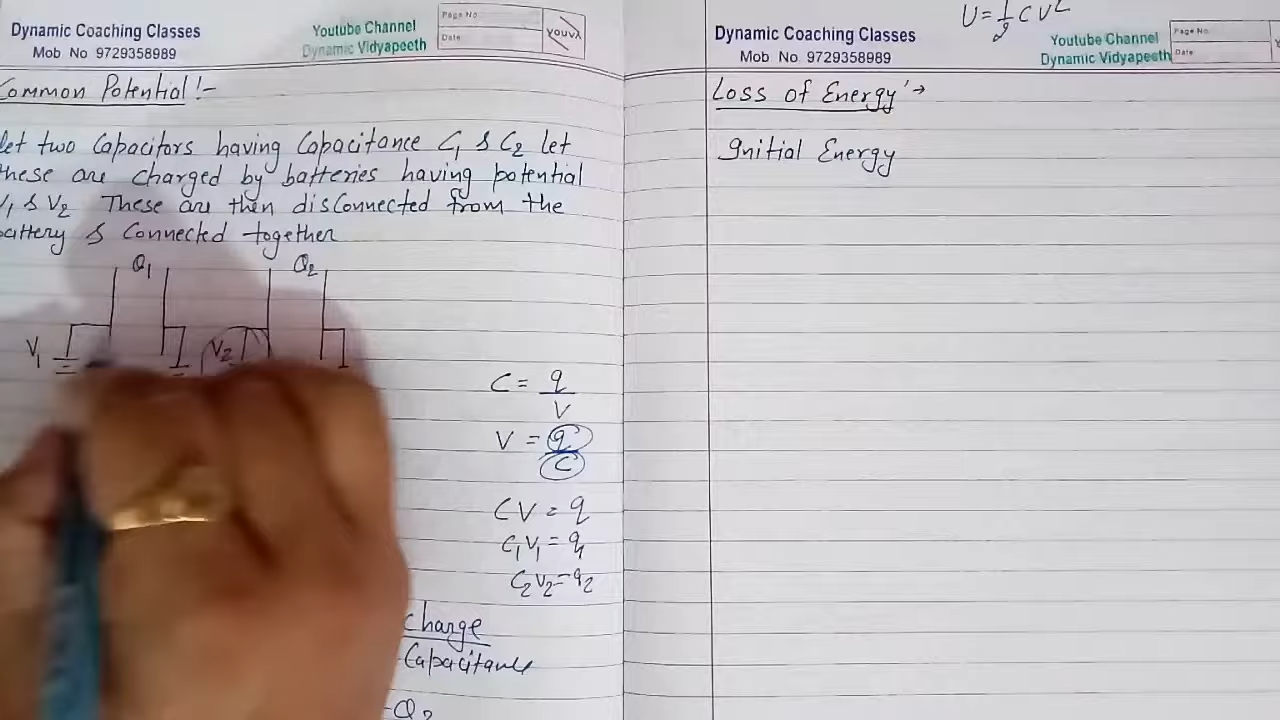 Dynamic Coaching Classes
Mob No 9729358989
Youtube Channel
Dynamic Vidyapeeth
Page No
Date
youvA
Common Potential :-
Let two Capacitors having Capacitance C₁ & C₂ Let
these are charged by batteries having potential
V₁ & V₂ These are then disConnected from the
battery & Connected together
Q₁ Q₂
V₁ V₂
C = q/V
V = q/C
CV = q
C₁V₁ = q₁
C₂V₂ = q₂
Charge
Capacitance
Q₂
U = 1/2 CV²
Dynamic Coaching Classes
Mob No 9729358989
Youtube Channel
Dynamic Vidyapeeth
Page No.
Date
Loss of Energy :→
Initial Energy